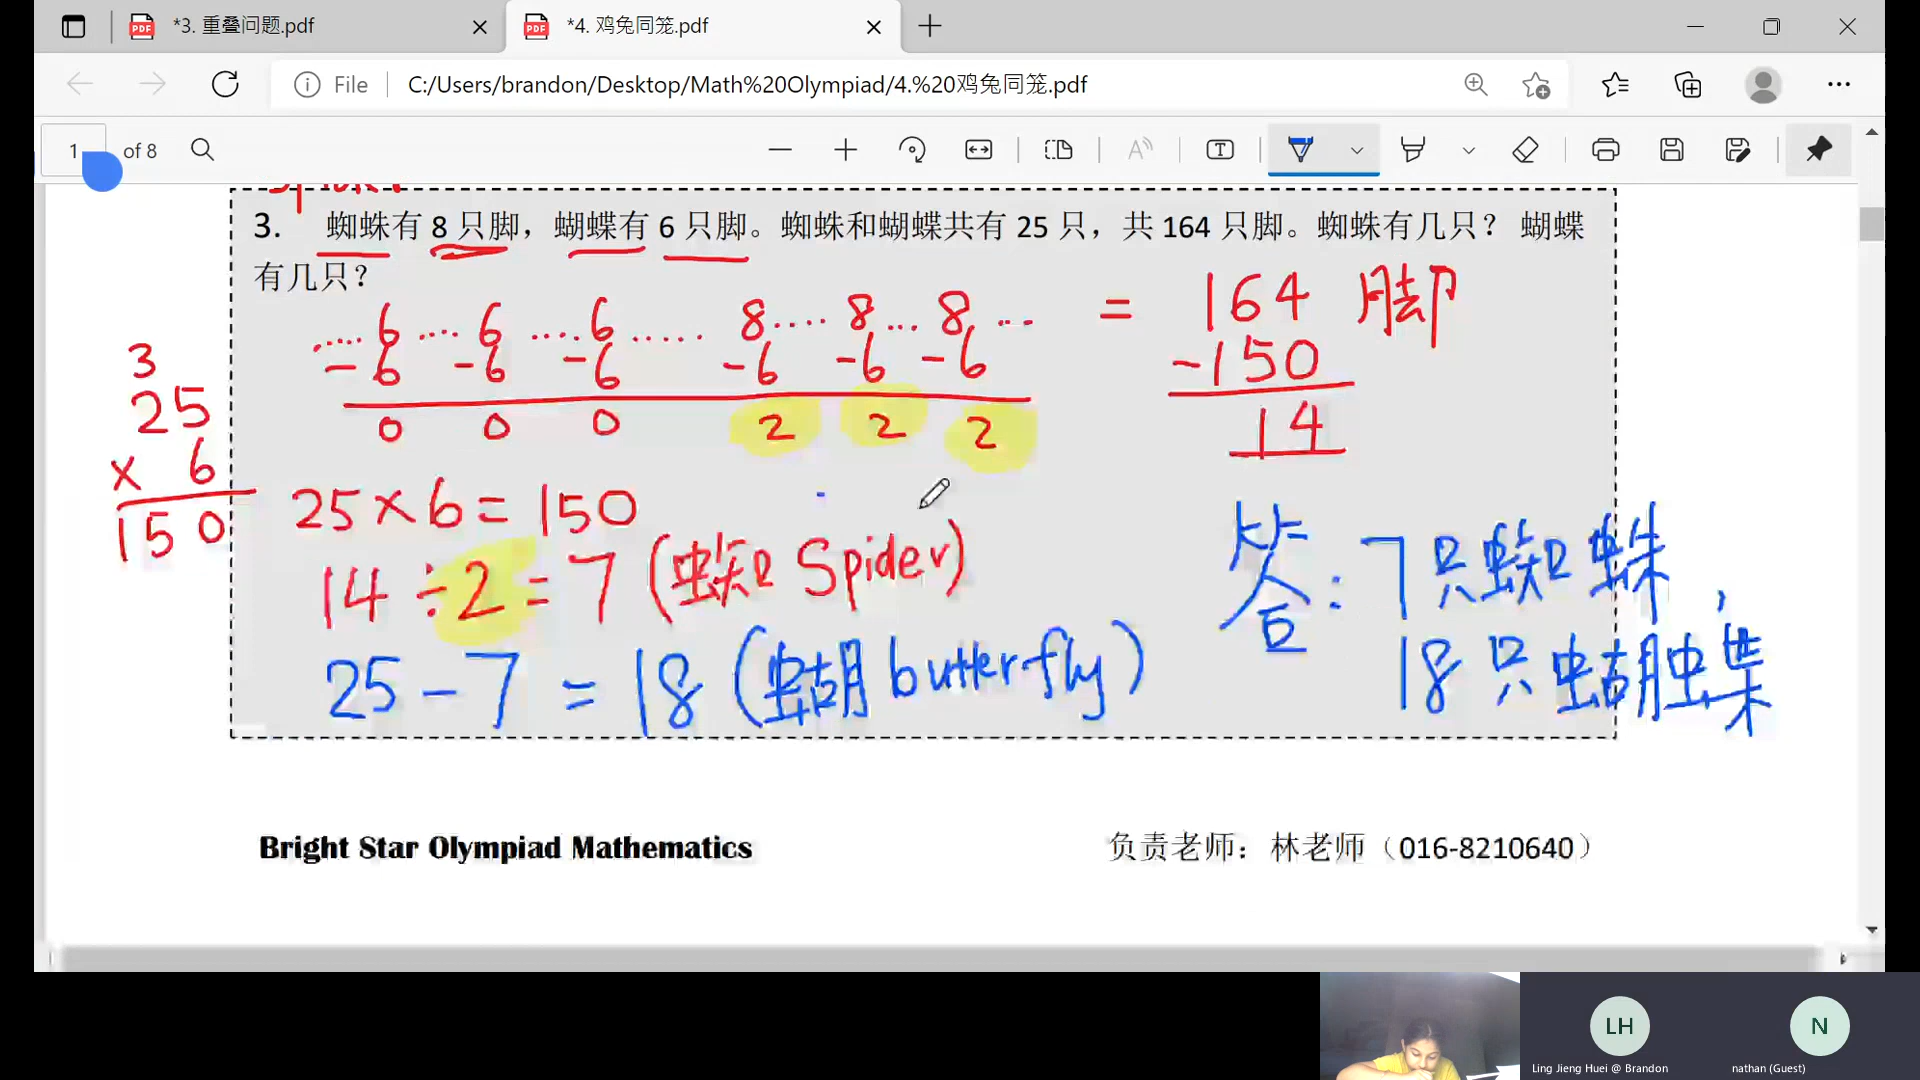 *3. 重叠问题.pdf
*4. 鸡兔同笼.pdf
File
C:/Users/brandon/Desktop/Math%20Olympiad/4.%20鸡兔同笼.pdf
1 of 8
3. 蜘蛛有 8 只脚，蝴蝶有 6 只脚。蜘蛛和蝴蝶共有 25 只，共 164 只脚。蜘蛛有几只？ 蝴蝶
有几只？
.... 6 .... 6 .... 6 ..... 8 .... 8 ... 8 ... = 164 脚
-6 -6 -6 -6 -6 -6 -150
0 0 0 2 2 2 14
3
25
x 6
150
25 × 6 = 150
14 ÷ 2 = 7 (蜘 Spider)
25 - 7 = 18 (蝴 butterfly)
答: 7 只蜘蛛,
18 只蝴蝶
Bright Star Olympiad Mathematics
负责老师：林老师（016-8210640）
LH
N
Ling Jieng Huei @ Brandon
nathan (Guest)